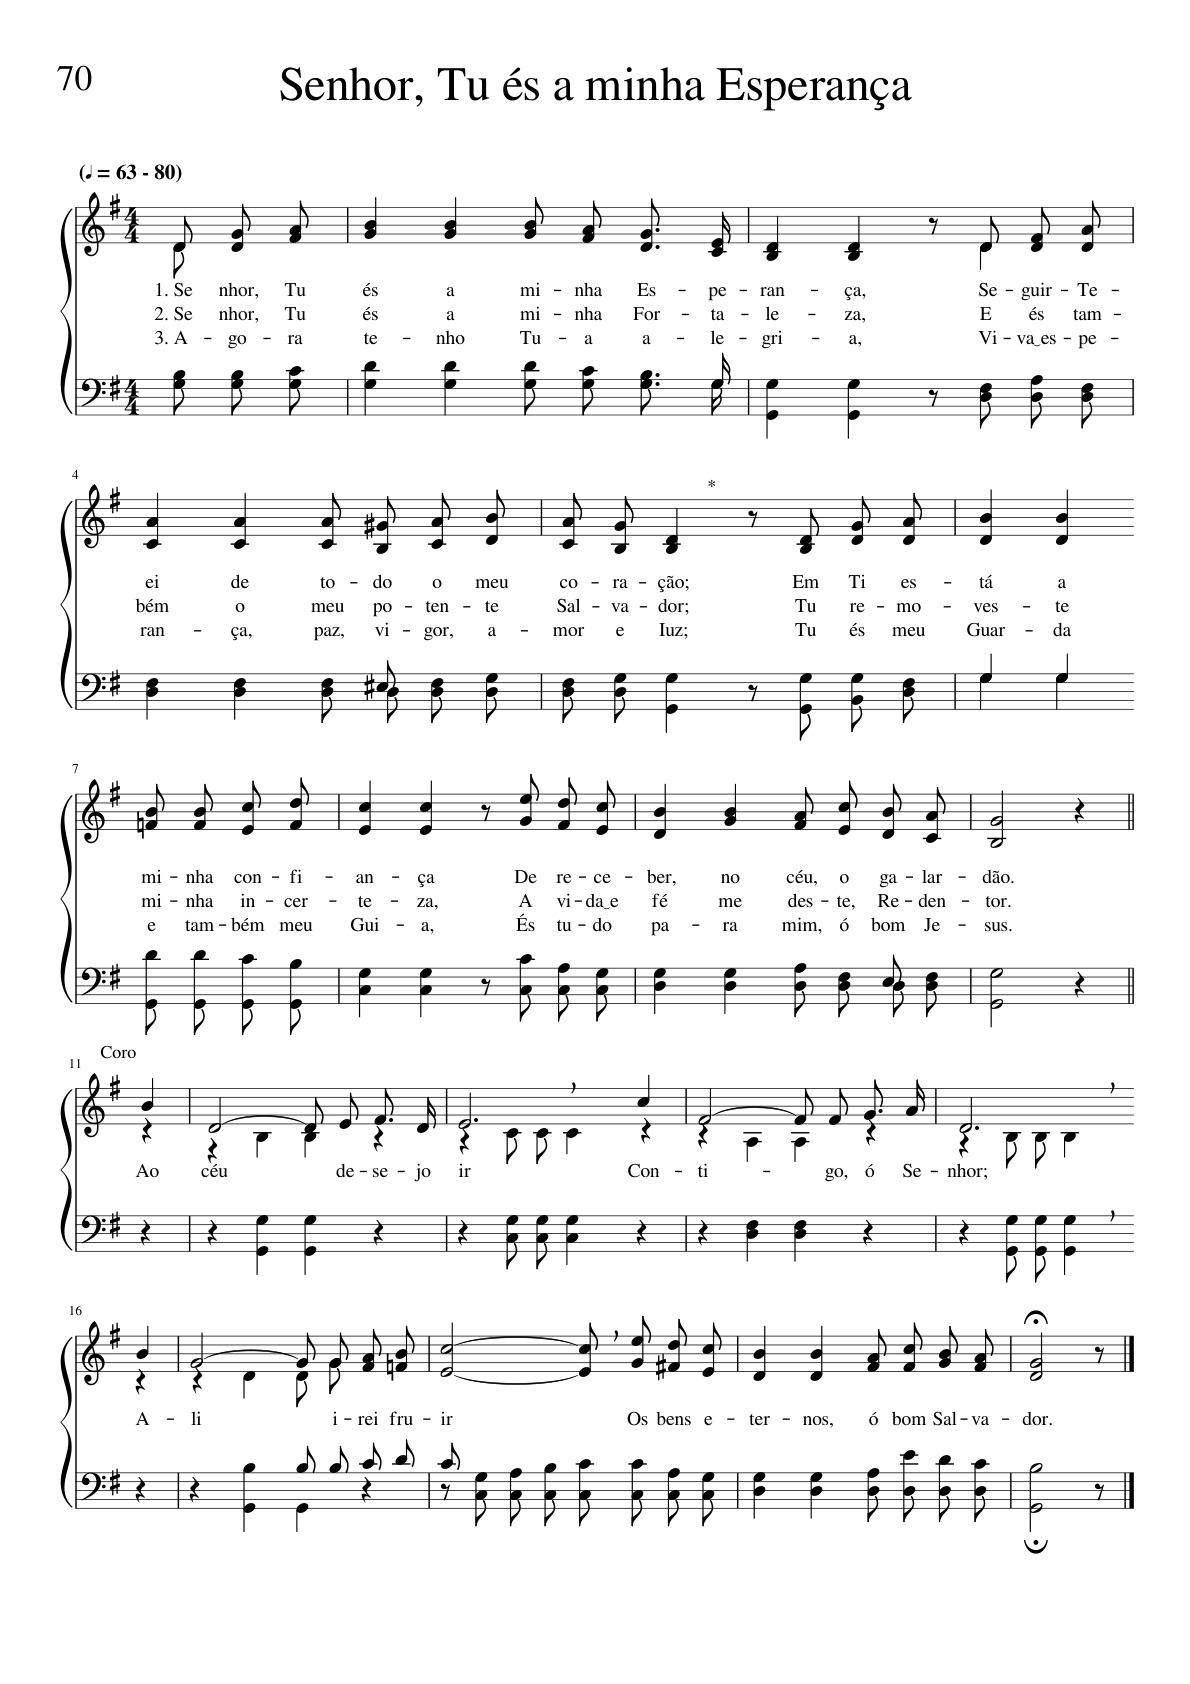 70
Senhor, Tu és a minha Esperança
(♩ = 63 - 80)
1. Se nhor, Tu és a mi - nha Es - pe - ran - ça, Se - guir - Te -
2. Se nhor, Tu és a mi - nha For - ta - le - za, E és tam -
3. A - go - ra te - nho Tu - a a - le - gri - a, Vi - va‿es - pe -
4
*
ei de to - do o meu co - ra - ção; Em Ti es - tá a
bém o meu po - ten - te Sal - va - dor; Tu re - mo - ves - te
ran - ça, paz, vi - gor, a - mor e Iuz; Tu és meu Guar - da
7
mi - nha con - fi - an - ça De re - ce - ber, no céu, o ga - lar - dão.
mi - nha in - cer - te - za, A vi - da‿e fé me des - te, Re - den - tor.
e tam - bém meu Gui - a, És tu - do pa - ra mim, ó bom Je - sus.
Coro
11
Ao céu de - se - jo ir Con - ti - go, ó Se - nhor;
16
A - li i - rei fru - ir Os bens e - ter - nos, ó bom Sal - va - dor.